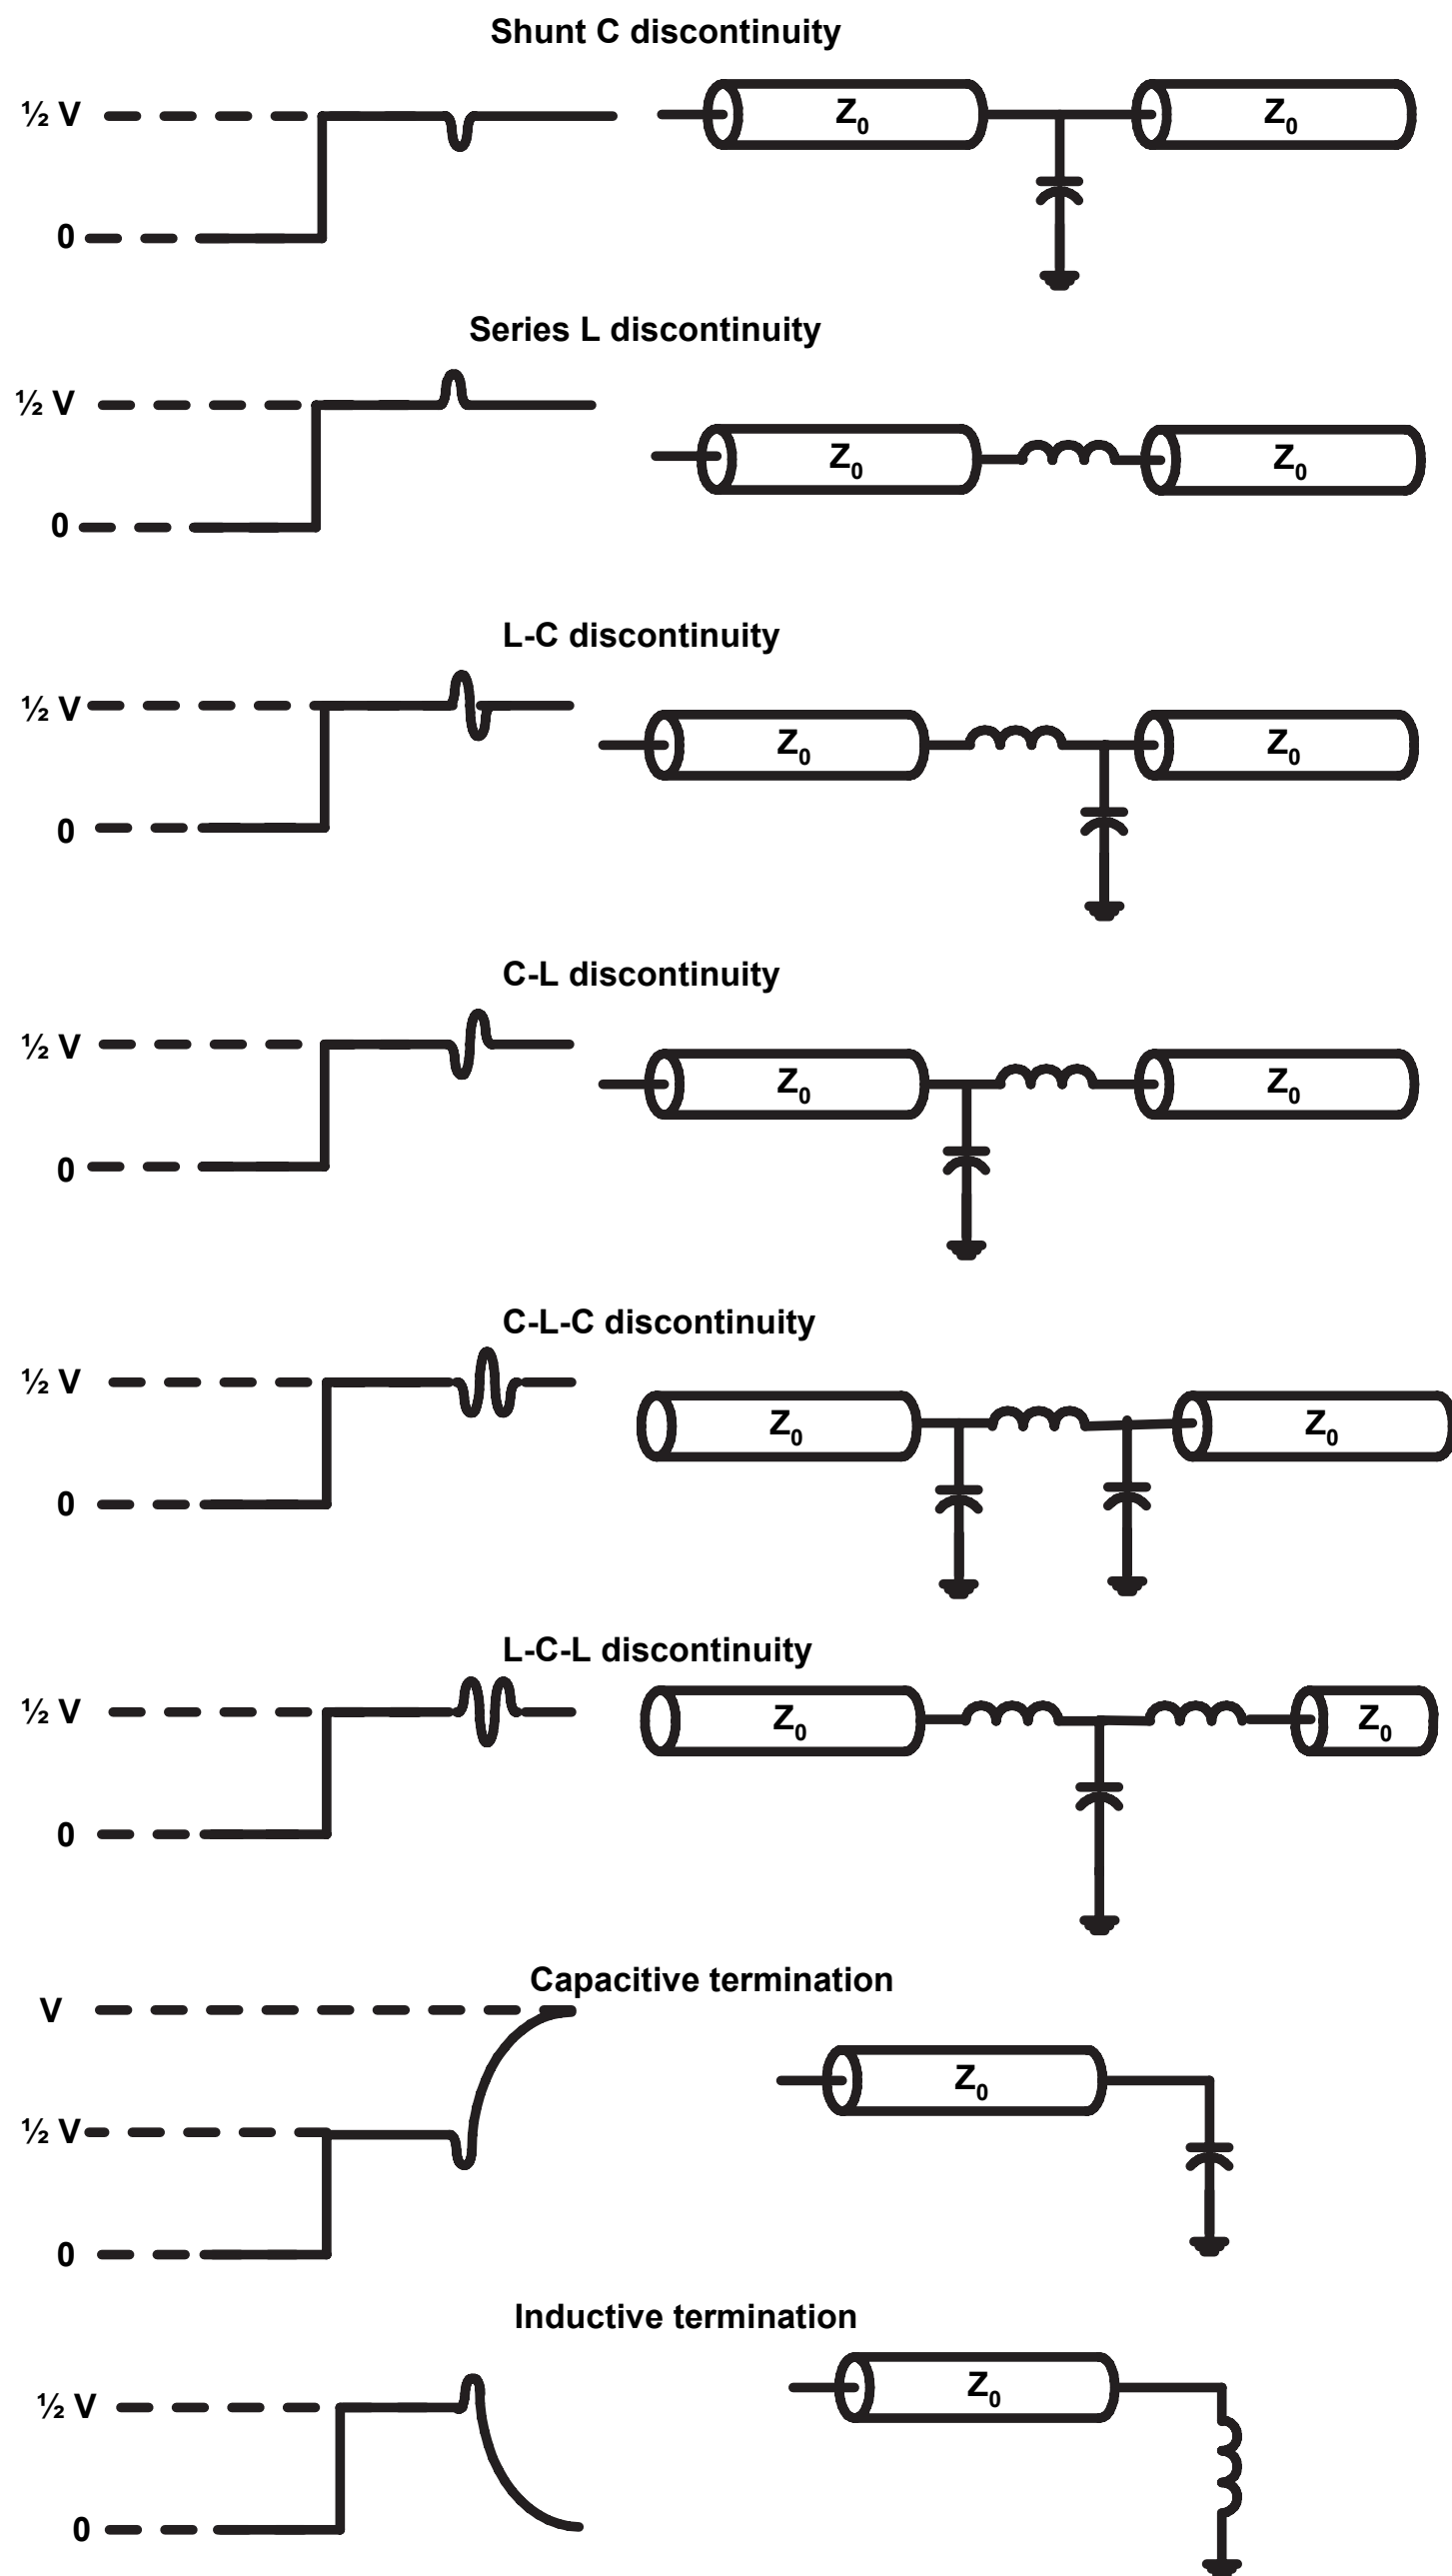 Shunt C discontinuity
½ V
Z0
Z0
0
Series L discontinuity
½ V
Z0
Z0
0
L-C discontinuity
½ V
Z0
Z0
0
C-L discontinuity
½ V
Z0
Z0
0
C-L-C discontinuity
½ V
Z0
Z0
0
L-C-L discontinuity
½ V
Z0
Z0
0
Capacitive termination
V
Z0
½ V
0
Inductive termination
Z0
½ V
0